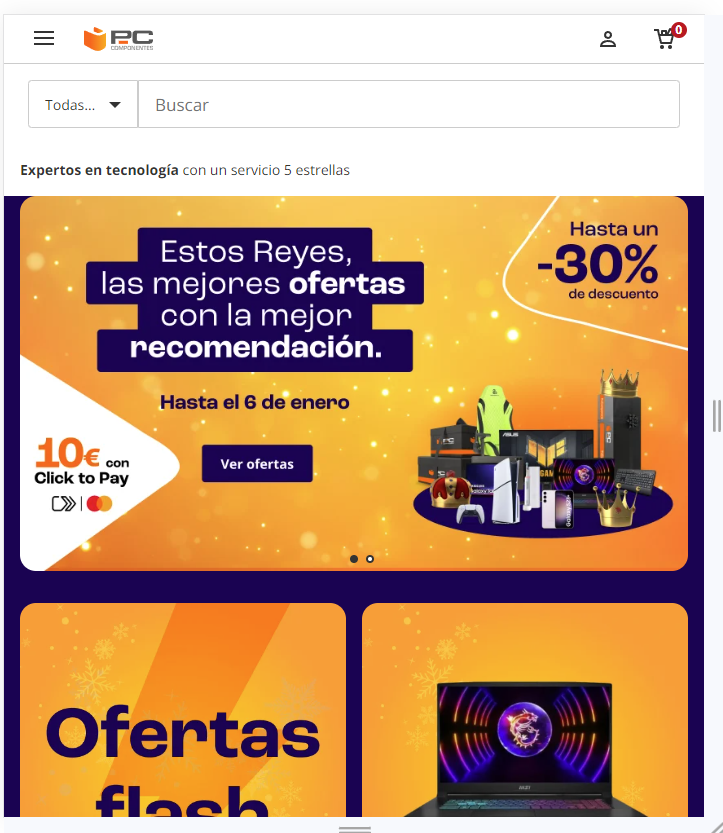 PC
COMPONENTES
0
Todas...
Buscar
Expertos en tecnología con un servicio 5 estrellas
Estos Reyes,
las mejores ofertas
con la mejor
recomendación.
Hasta el 6 de enero
Ver ofertas
Hasta un
-30%
de descuento
10€ con
Click to Pay
Ofertas
flash